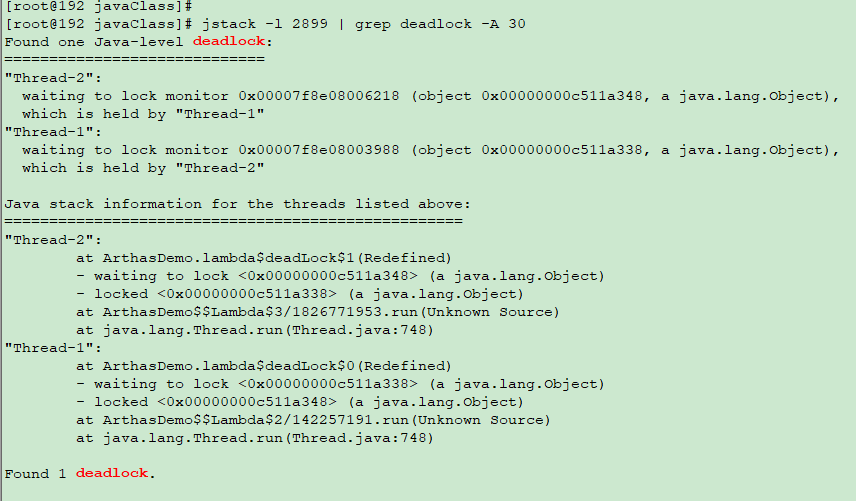 [root@192 javaClass]#
[root@192 javaClass]# jstack -l 2899 | grep deadlock -A 30
Found one Java-level deadlock:
=============================
"Thread-2":
  waiting to lock monitor 0x00007f8e08006218 (object 0x00000000c511a348, a java.lang.Object),
  which is held by "Thread-1"
"Thread-1":
  waiting to lock monitor 0x00007f8e08003988 (object 0x00000000c511a338, a java.lang.Object),
  which is held by "Thread-2"

Java stack information for the threads listed above:
===================================================
"Thread-2":
        at ArthasDemo.lambda$deadLock$1(Redefined)
        - waiting to lock <0x00000000c511a348> (a java.lang.Object)
        - locked <0x00000000c511a338> (a java.lang.Object)
        at ArthasDemo$$Lambda$3/1826771953.run(Unknown Source)
        at java.lang.Thread.run(Thread.java:748)
"Thread-1":
        at ArthasDemo.lambda$deadLock$0(Redefined)
        - waiting to lock <0x00000000c511a338> (a java.lang.Object)
        - locked <0x00000000c511a348> (a java.lang.Object)
        at ArthasDemo$$Lambda$2/142257191.run(Unknown Source)
        at java.lang.Thread.run(Thread.java:748)

Found 1 deadlock.